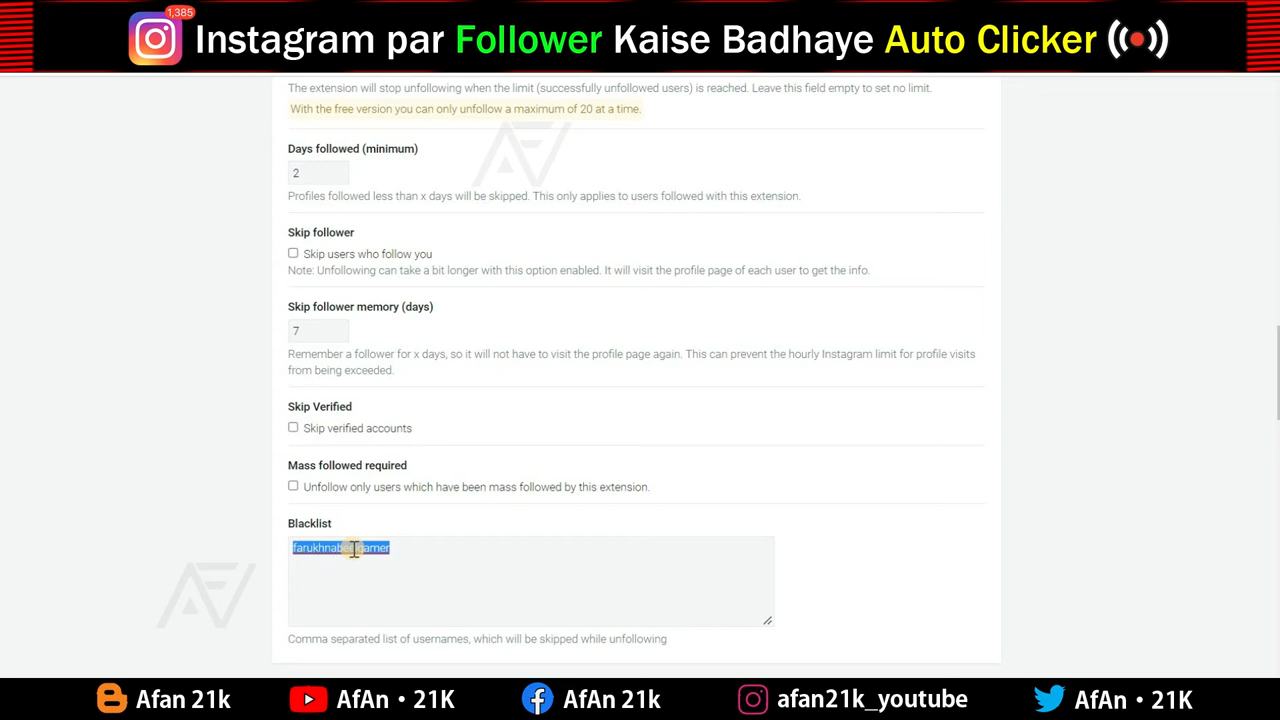 1,385
Instagram par Follower Kaise Badhaye Auto Clicker
The extension will stop unfollowing when the limit (successfully unfollowed users) is reached. Leave this field empty to set no limit.
With the free version you can only unfollow a maximum of 20 at a time.
Days followed (minimum)
2
Profiles followed less than x days will be skipped. This only applies to users followed with this extension.
Skip follower
Skip users who follow you
Note: Unfollowing can take a bit longer with this option enabled. It will visit the profile page of each user to get the info.
Skip follower memory (days)
7
Remember a follower for x days, so it will not have to visit the profile page again. This can prevent the hourly Instagram limit for profile visits
from being exceeded.
Skip Verified
Skip verified accounts
Mass followed required
Unfollow only users which have been mass followed by this extension.
Blacklist
Comma separated list of usernames, which will be skipped while unfollowing
Afan 21k
AfAn • 21K
AfAn 21k
afan21k_youtube
AfAn • 21K